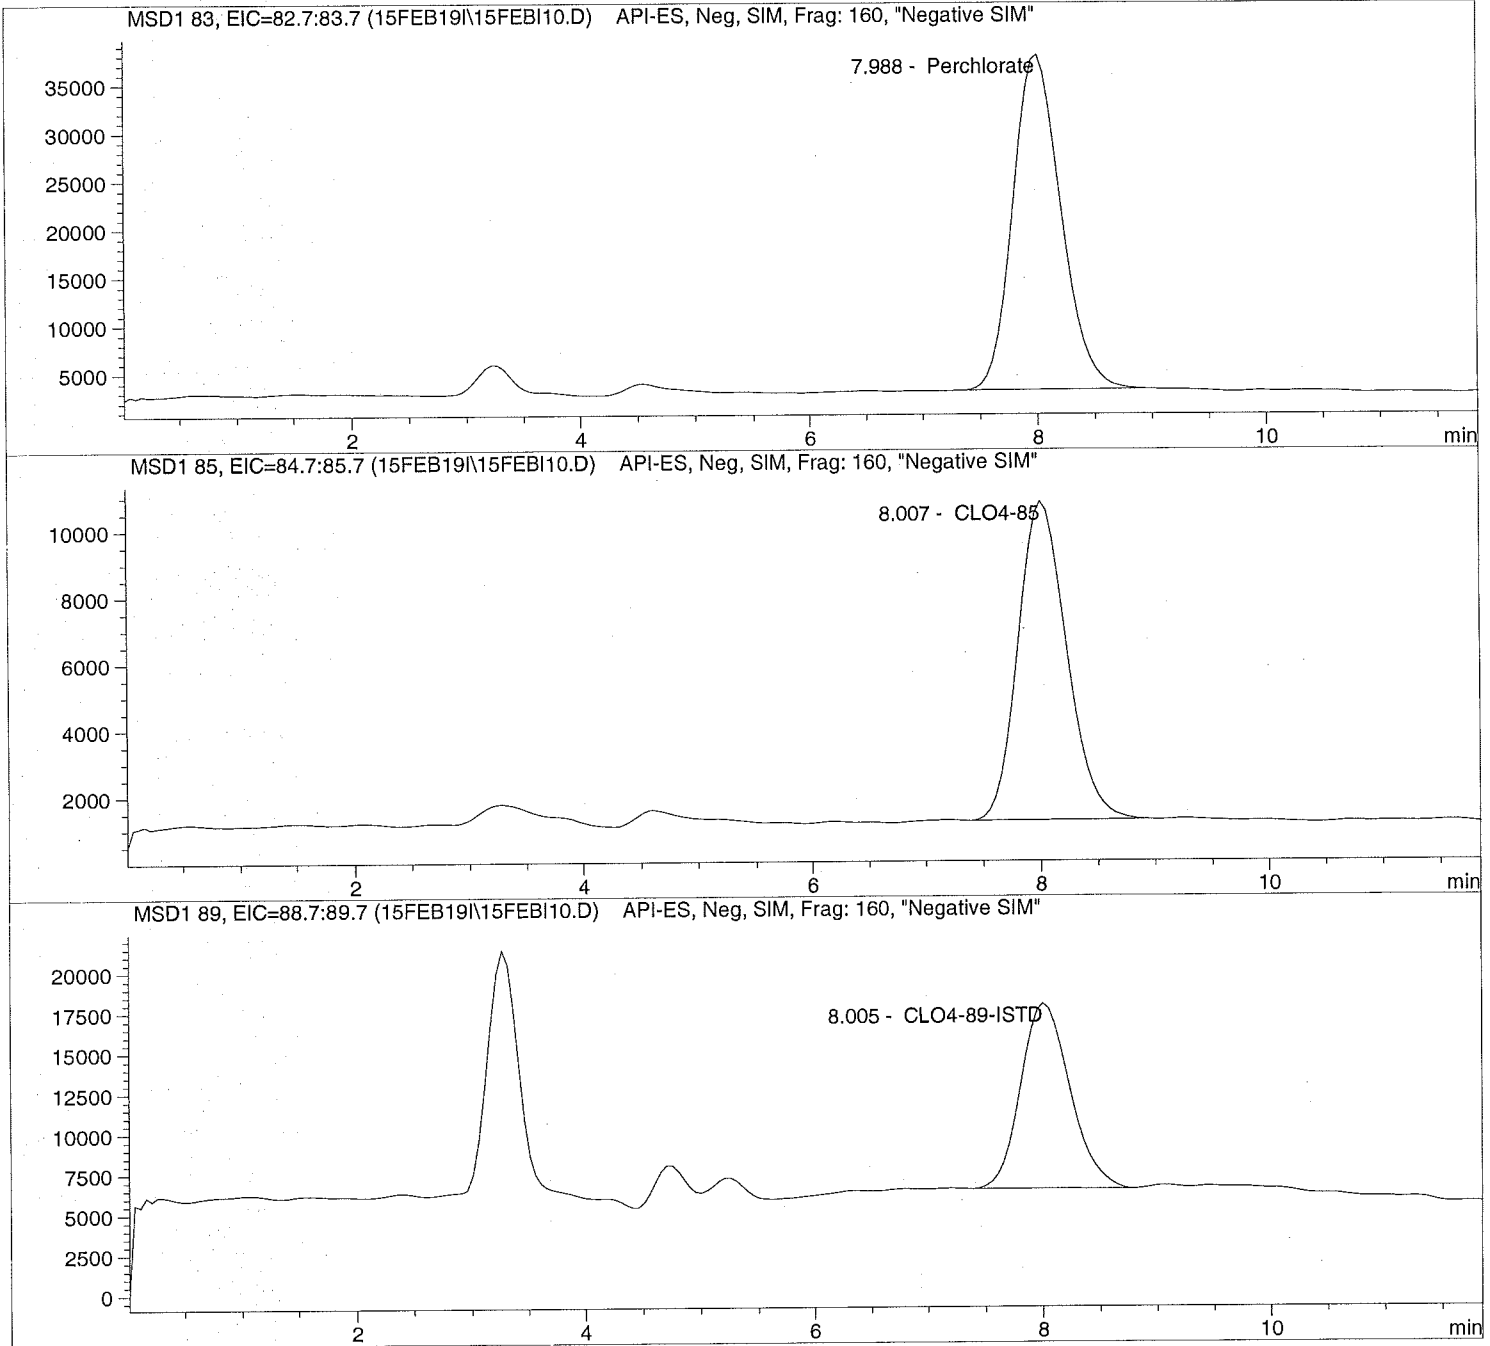 MSD1 83, EIC=82.7:83.7 (15FEB19I\15FEBI10.D) API-ES, Neg, SIM, Frag: 160, "Negative SIM"
7.988 - Perchlorate
35000
30000
25000
20000
15000
10000
5000
2 4 6 8 10 min
MSD1 85, EIC=84.7:85.7 (15FEB19I\15FEBI10.D) API-ES, Neg, SIM, Frag: 160, "Negative SIM"
8.007 - CLO4-85
10000
8000
6000
4000
2000
2 4 6 8 10 min
MSD1 89, EIC=88.7:89.7 (15FEB19I\15FEBI10.D) API-ES, Neg, SIM, Frag: 160, "Negative SIM"
20000
8.005 - CLO4-89-ISTD
17500
15000
12500
10000
7500
5000
2500
0
2 4 6 8 10 min